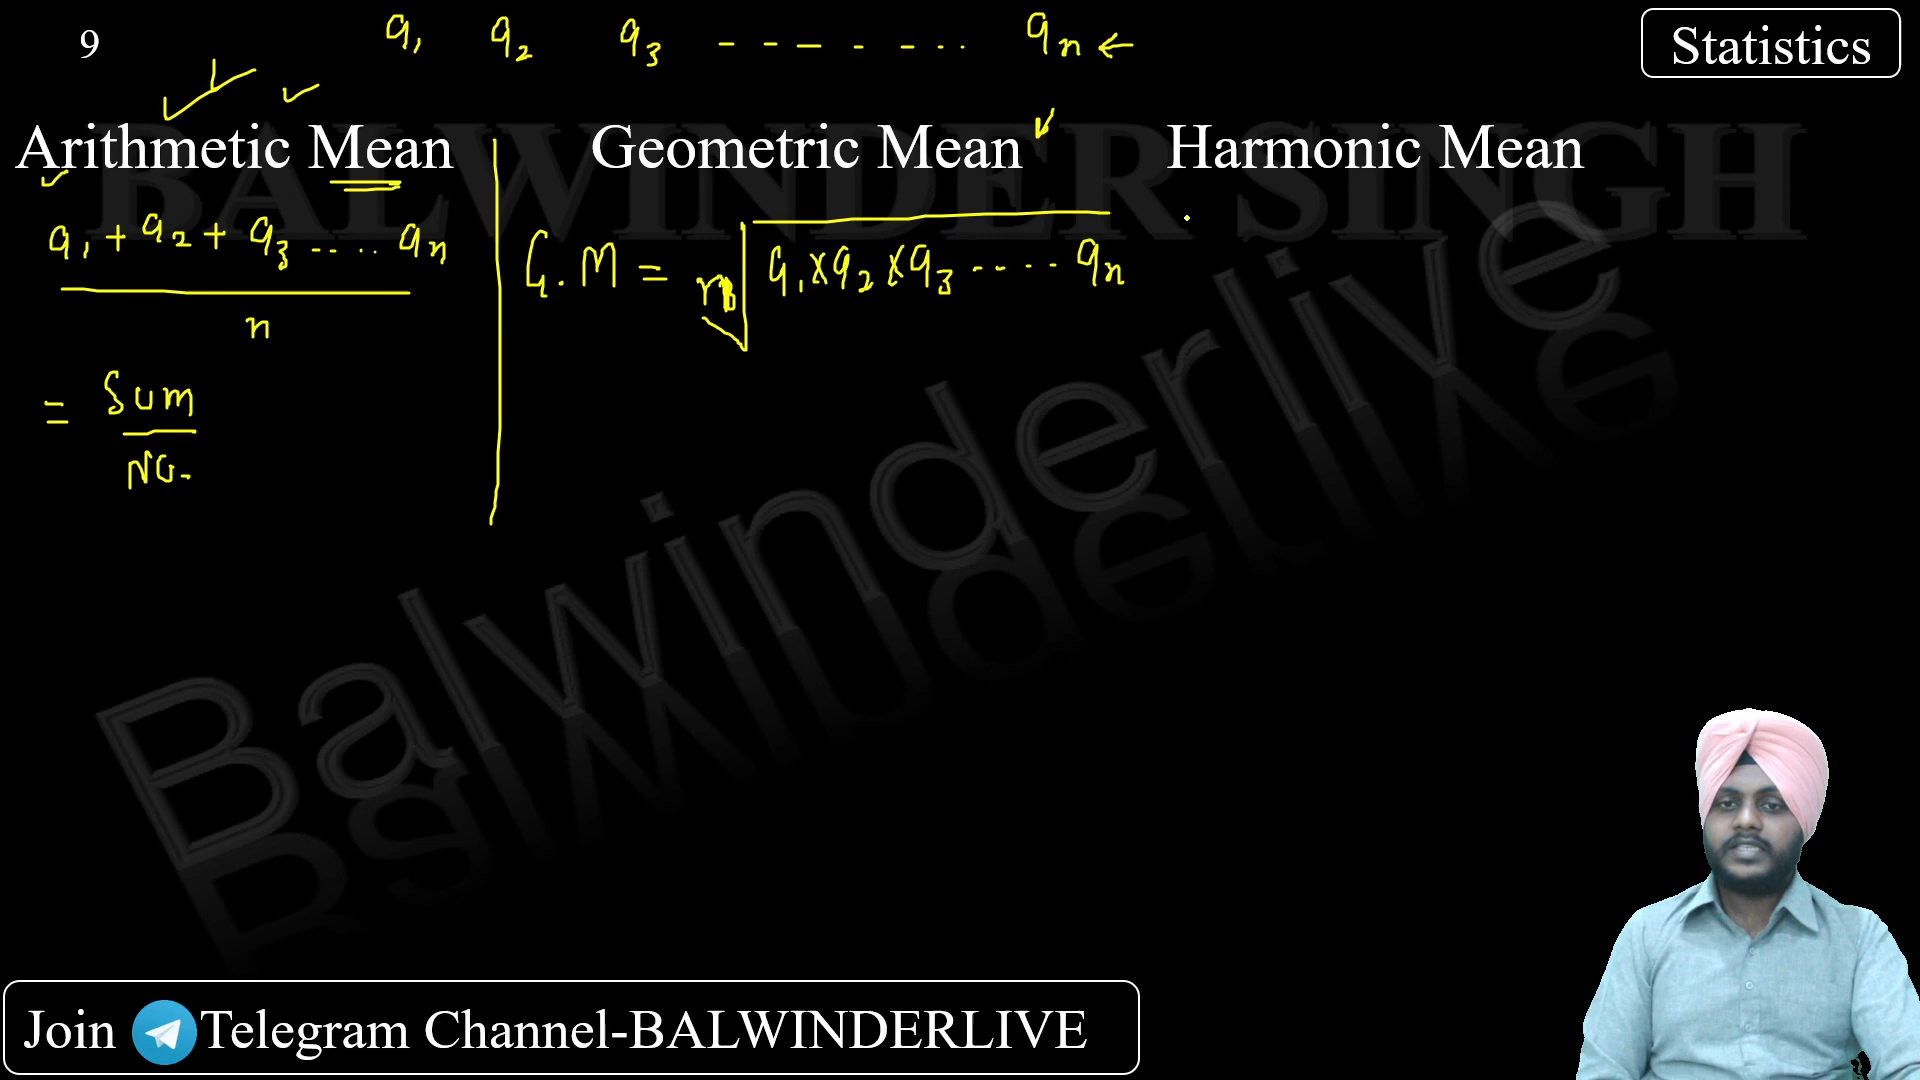 9
a₁ a₂ a₃ - - - - - . . aₙ ←
Statistics
Arithmetic Mean
Geometric Mean
Harmonic Mean
a₁ + a₂ + a₃ ..... aₙ
n
= Sum
No.
G.M = n√a₁×a₂×a₃ ----- aₙ
BALWINDER SINGH
Balwinderlive
Join Telegram Channel-BALWINDERLIVE